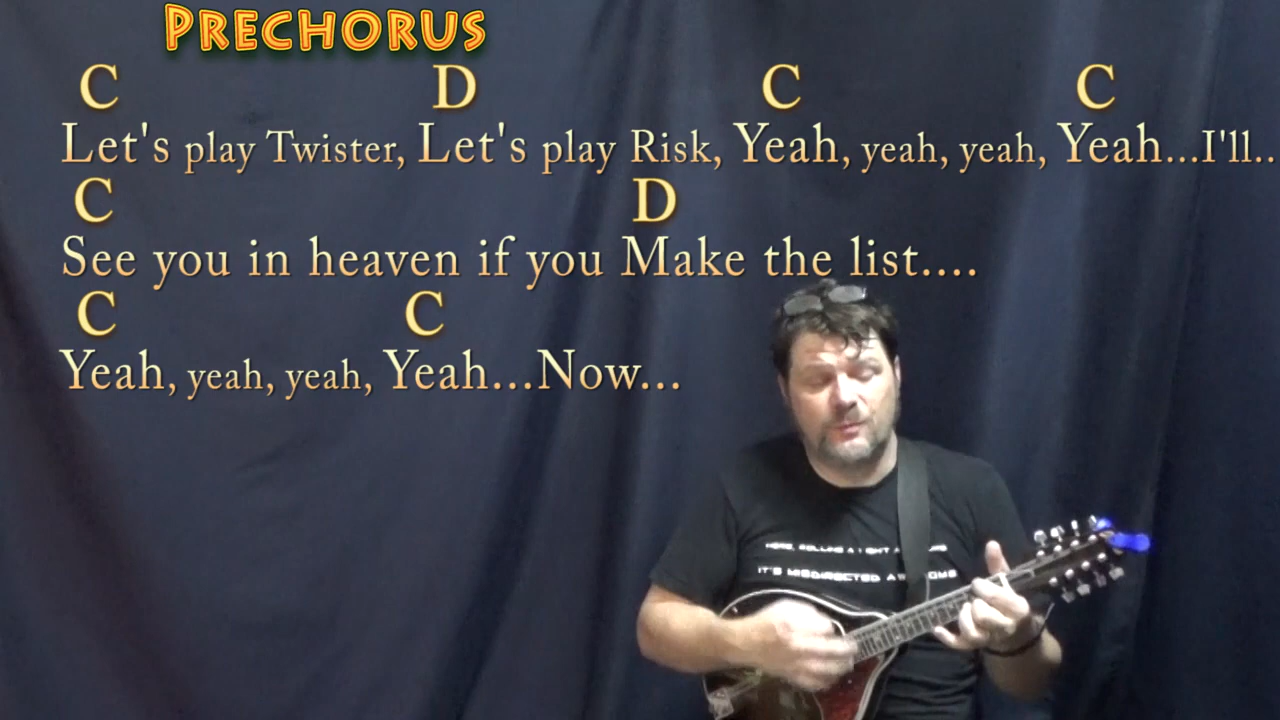 PRECHORUS
C D C C
Let's play Twister, Let's play Risk, Yeah, yeah, yeah, Yeah...I'll..
C D
See you in heaven if you Make the list....
C C
Yeah, yeah, yeah, Yeah...Now...
IT'S MISDIRECTED